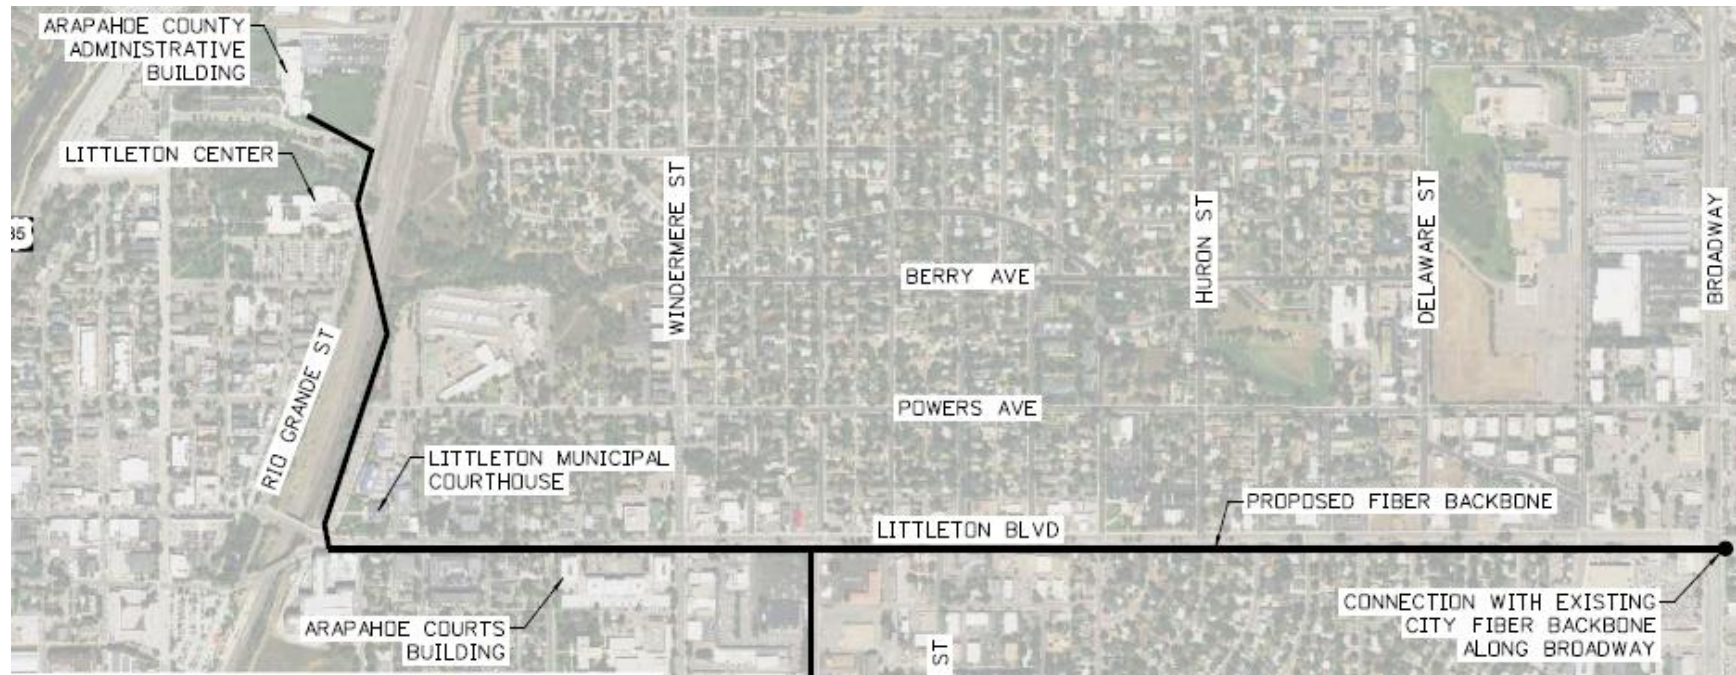 ARAPAHOE COUNTY
ADMINISTRATIVE
BUILDING
LITTLETON CENTER
85
WINDERMERE ST
HURON ST
DELAWARE ST
BROADWAY
BERRY AVE
RIO GRANDE ST
POWERS AVE
LITTLETON MUNICIPAL
COURTHOUSE
PROPOSED FIBER BACKBONE
LITTLETON BLVD
CONNECTION WITH EXISTING
CITY FIBER BACKBONE
ALONG BROADWAY
ARAPAHOE COURTS
BUILDING
ST